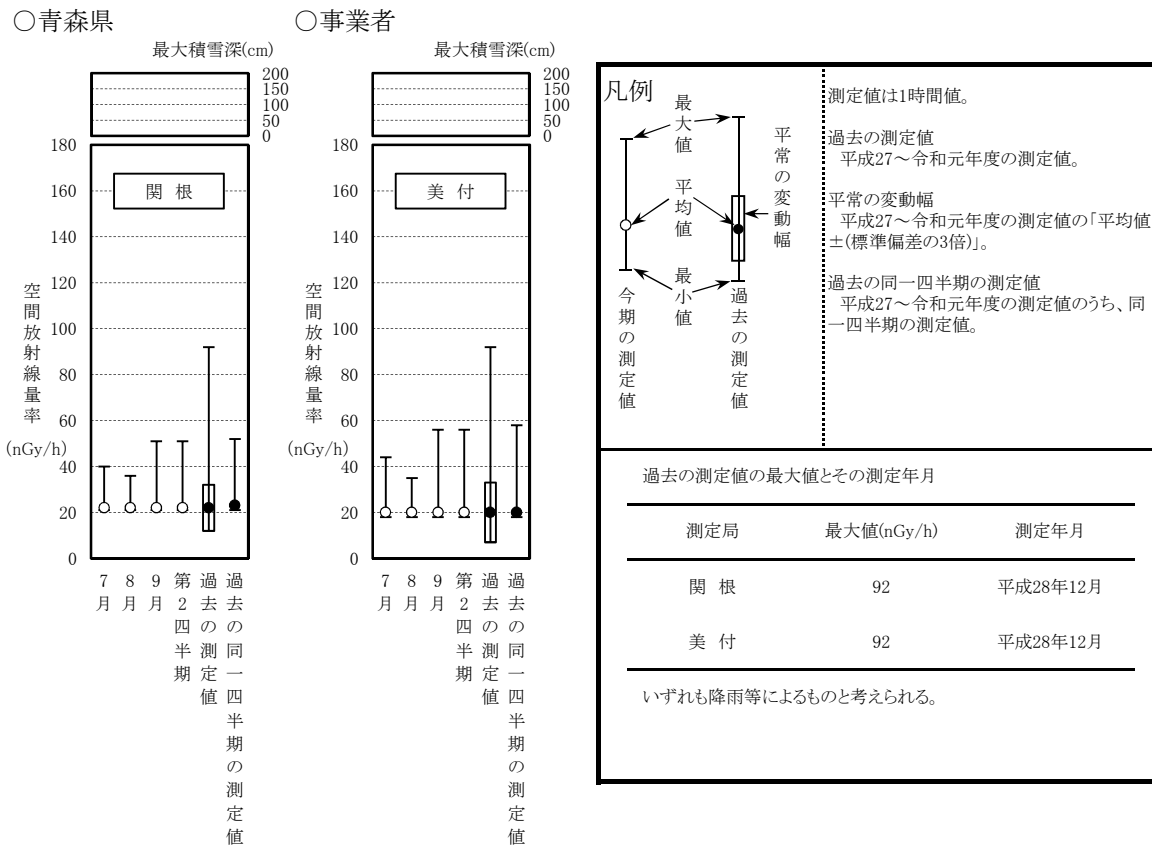 ○青森県
最大積雪深(cm)
200
150
100
50
0
180
160
140
120
100
80
60
40
20
0
関 根
空間放射線量率
(nGy/h)
7月
8月
9月
第2四半期
過去の測定値
過去の同一四半期の測定値
○事業者
最大積雪深(cm)
200
150
100
50
0
180
160
140
120
100
80
60
40
20
0
美 付
空間放射線量率
(nGy/h)
7月
8月
9月
第2四半期
過去の測定値
過去の同一四半期の測定値
凡例
最大値
平均値
最小値
平常の変動幅
今期の測定値
過去の測定値
測定値は1時間値。
過去の測定値
平成27~令和元年度の測定値。
平常の変動幅
平成27~令和元年度の測定値の「平均値
±(標準偏差の3倍)」。
過去の同一四半期の測定値
平成27~令和元年度の測定値のうち、同
一四半期の測定値。
過去の測定値の最大値とその測定年月
測定局 最大値(nGy/h) 測定年月
関 根 92 平成28年12月
美 付 92 平成28年12月
いずれも降雨等によるものと考えられる。